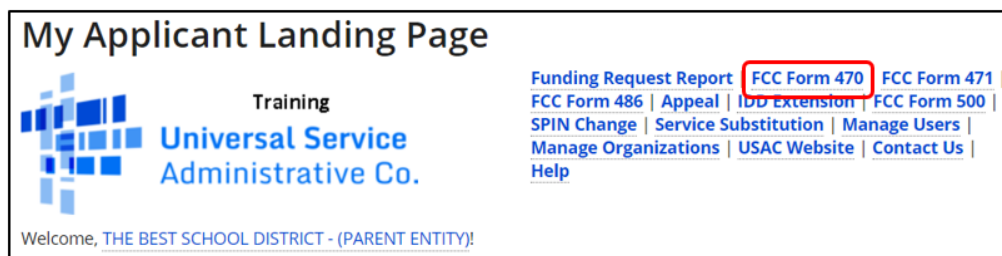 My Applicant Landing Page
Training
Universal Service
Administrative Co.
Funding Request Report | FCC Form 470 | FCC Form 471 |
FCC Form 486 | Appeal | IDD Extension | FCC Form 500 |
SPIN Change | Service Substitution | Manage Users |
Manage Organizations | USAC Website | Contact Us |
Help
Welcome, THE BEST SCHOOL DISTRICT - (PARENT ENTITY)!